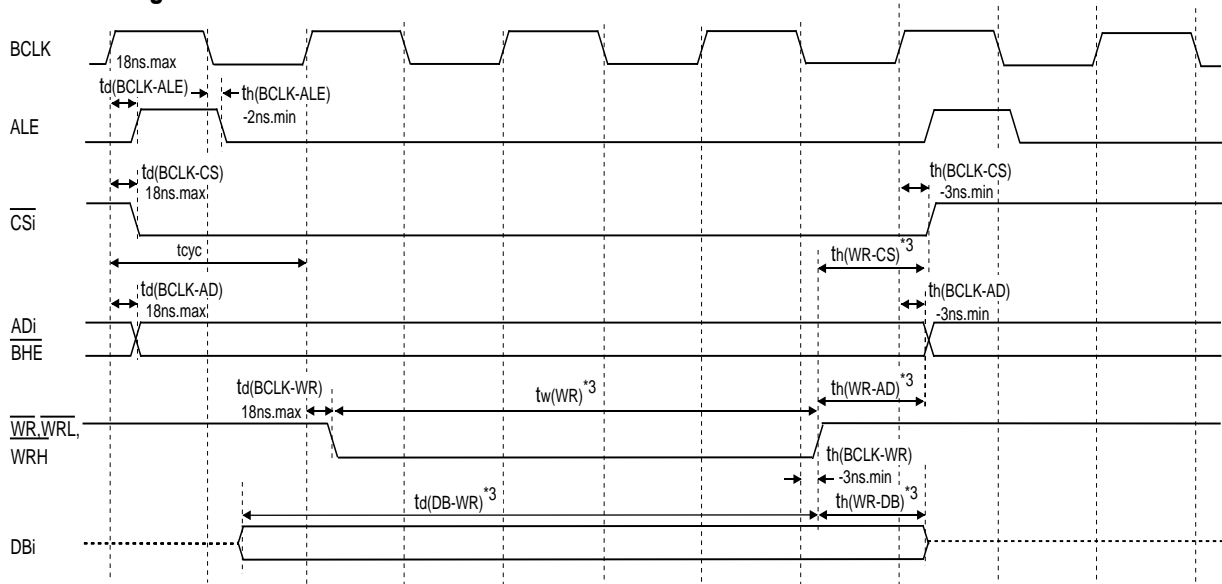 BCLK
18ns.max
td(BCLK-ALE)
th(BCLK-ALE)
-2ns.min
ALE
td(BCLK-CS)
18ns.max
th(BCLK-CS)
-3ns.min
CSi
tcyc
th(WR-CS)*3
td(BCLK-AD)
18ns.max
th(BCLK-AD)
-3ns.min
ADi
BHE
td(BCLK-WR)
18ns.max
tw(WR)*3
th(WR-AD)*3
WR,WRL,
WRH
th(BCLK-WR)
-3ns.min
td(DB-WR)*3
th(WR-DB)*3
DBi